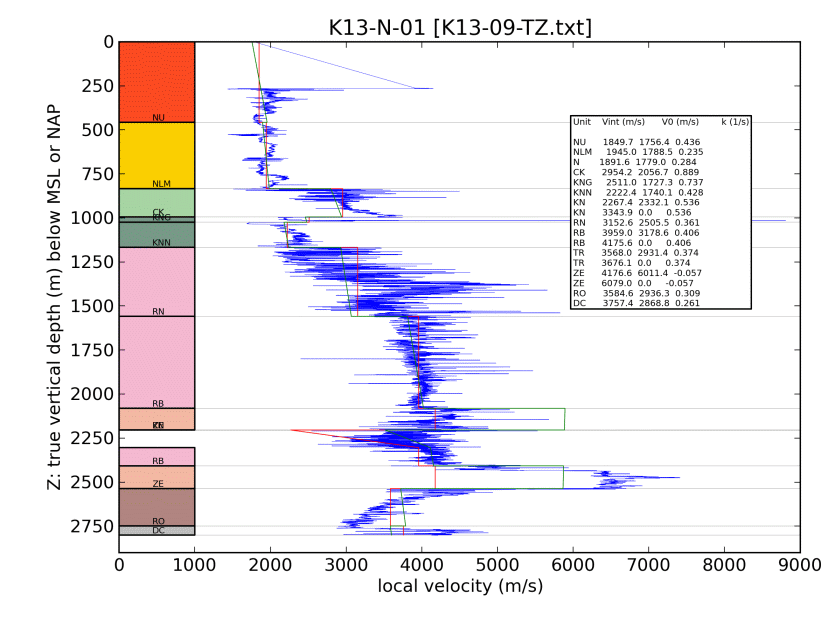 K13-N-01 [K13-09-TZ.txt]
0
250
500
750
1000
1250
1500
1750
2000
2250
2500
2750
Z: true vertical depth (m) below MSL or NAP
NU
NLM
CK
KNG
KNN
RN
RB
RB
ZE
RO
DC
Unit Vint (m/s) V0 (m/s) k (1/s)
NU 1849.7 1756.4 0.436
NLM 1945.0 1788.5 0.235
N 1891.6 1779.0 0.284
CK 2954.2 2056.7 0.889
KNG 2511.0 1727.3 0.737
KNN 2222.4 1740.1 0.428
KN 2267.4 2332.1 0.536
KN 3343.9 0.0 0.536
RN 3152.6 2505.5 0.361
RB 3959.0 3178.6 0.406
RB 4175.6 0.0 0.406
TR 3568.0 2931.4 0.374
TR 3676.1 0.0 0.374
ZE 4176.6 6011.4 -0.057
ZE 6079.0 0.0 -0.057
RO 3584.6 2936.3 0.309
DC 3757.4 2868.8 0.261
0 1000 2000 3000 4000 5000 6000 7000 8000 9000
local velocity (m/s)